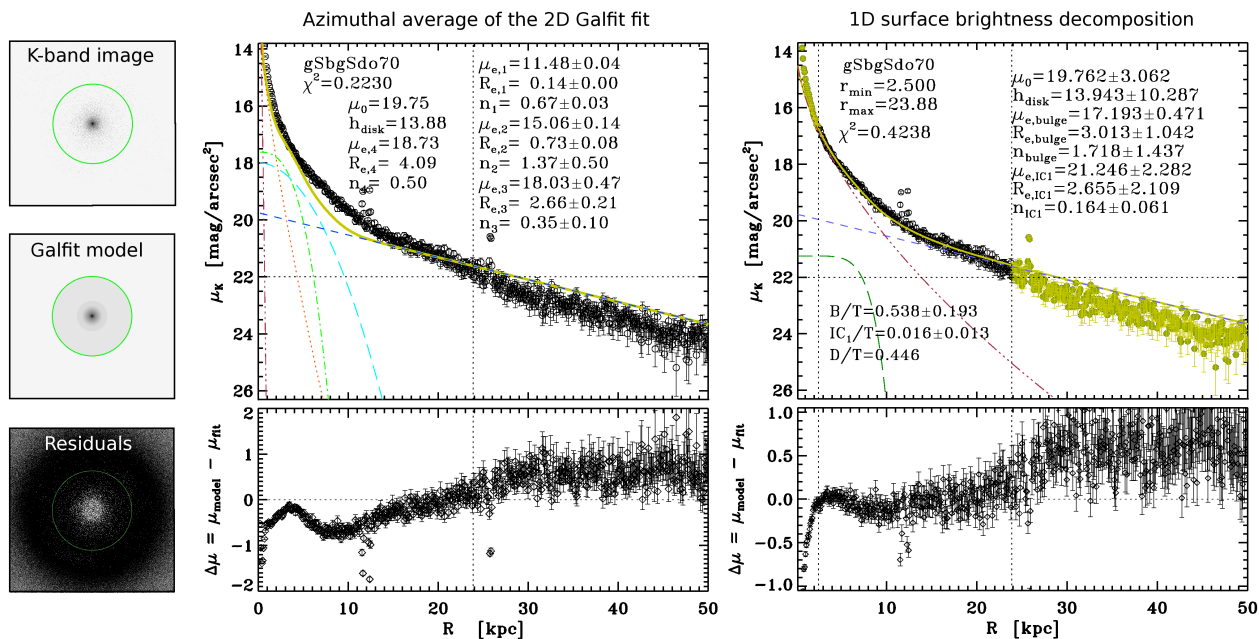 Azimuthal average of the 2D Galfit fit
1D surface brightness decomposition
K-band image
Galfit model
Residuals
14
16
18
20
22
24
26
μK [mag/arcsec²]
gSbgSdo70
χ²=0.2230
μ0=19.75
hdisk=13.88
μe,4=18.73
Re,4= 4.09
n4= 0.50
μe,1=11.48±0.04
Re,1= 0.14±0.00
n1= 0.67±0.03
μe,2=15.06±0.14
Re,2= 0.73±0.08
n2= 1.37±0.50
μe,3=18.03±0.47
Re,3= 2.66±0.21
n3= 0.35±0.10
2
1
0
-1
-2
Δμ = μmodel − μfit
0
10
20
30
40
50
R [kpc]
14
16
18
20
22
24
26
μK [mag/arcsec²]
gSbgSdo70
rmin=2.500
rmax=23.88
χ²=0.4238
μ0=19.762±3.062
hdisk=13.943±10.287
μe,bulge=17.193±0.471
Re,bulge=3.013±1.042
nbulge=1.718±1.437
μe,IC1=21.246±2.282
Re,IC1=2.655±2.109
nIC1=0.164±0.061
B/T=0.538±0.193
IC1/T=0.016±0.013
D/T=0.446
1.0
0.5
0.0
-0.5
-1.0
Δμ = μmodel − μfit
10
20
30
40
50
R [kpc]